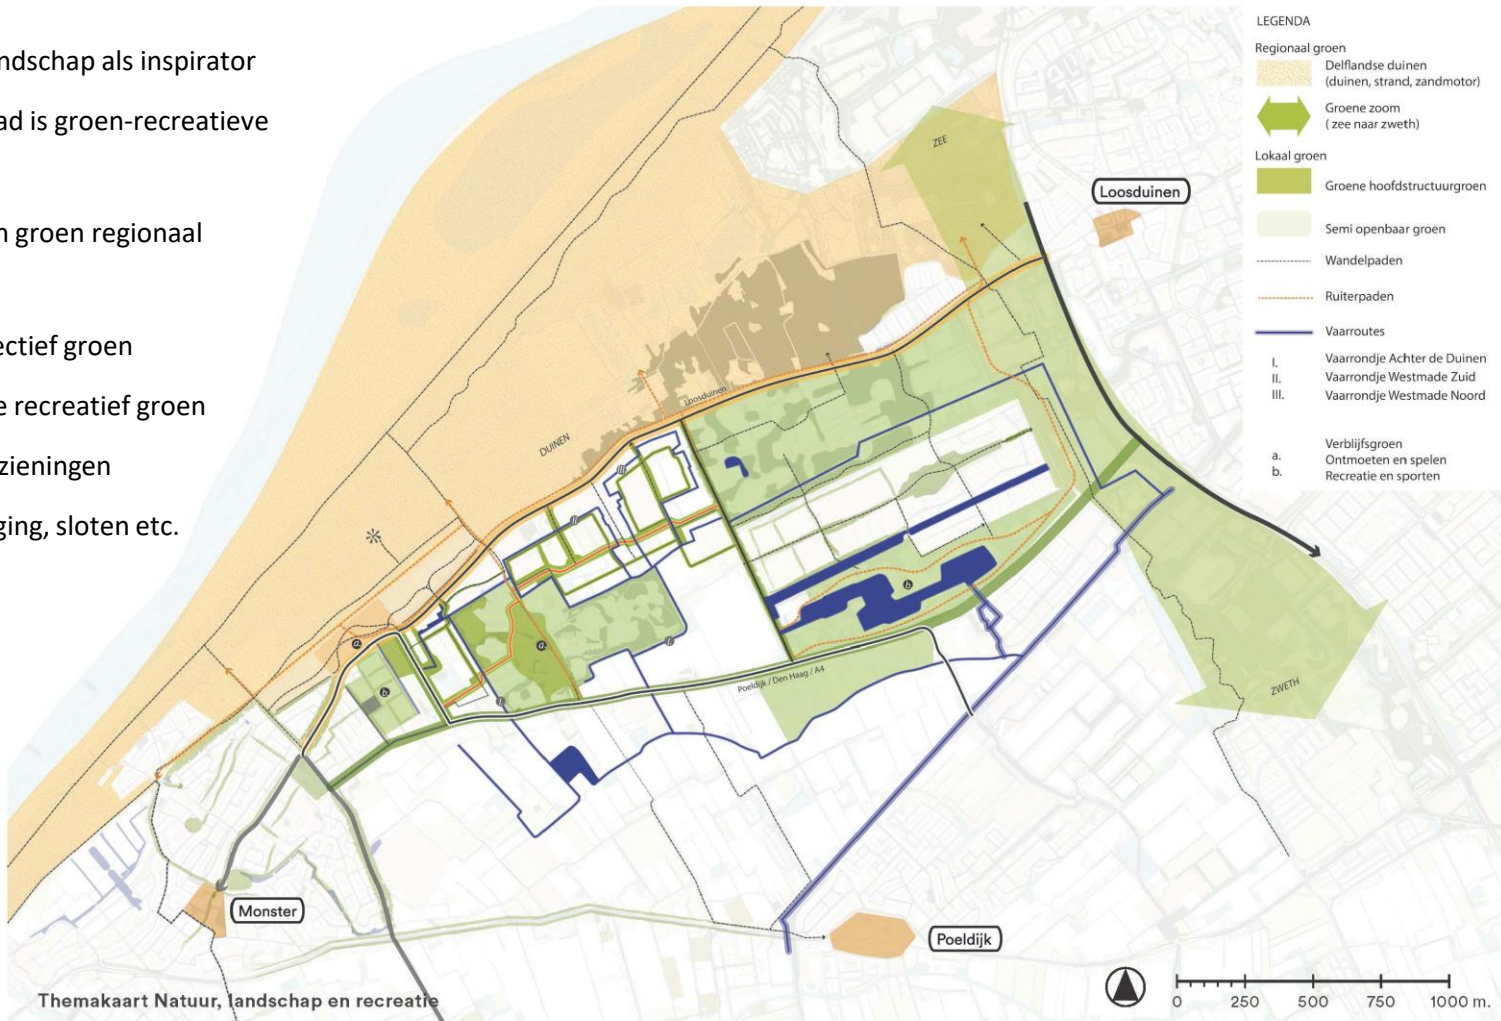 ndschap als inspirator
ad is groen-recreatieve
n groen regionaal
ectief groen
e recreatief groen
zieningen
ging, sloten etc.
LEGENDA
Regionaal groen
Delflandse duinen
(duinen, strand, zandmotor)
Groene zoom
( zee naar zweth)
Lokaal groen
Groene hoofdstructuurgroen
Semi openbaar groen
Wandelpaden
Ruiterpaden
Vaarroutes
I. Vaarrondje Achter de Duinen
II. Vaarrondje Westmade Zuid
III. Vaarrondje Westmade Noord
Verblijfsgroen
a. Ontmoeten en spelen
b. Recreatie en sporten
ZEE
Loosduinen
Loosduinen
DUINEN
III
II
b
a
a
II
b
I
Poeldijk / Den Haag / A4
ZWETH
Monster
Poeldijk
Themakaart Natuur, landschap en recreatie
0 250 500 750 1000 m.